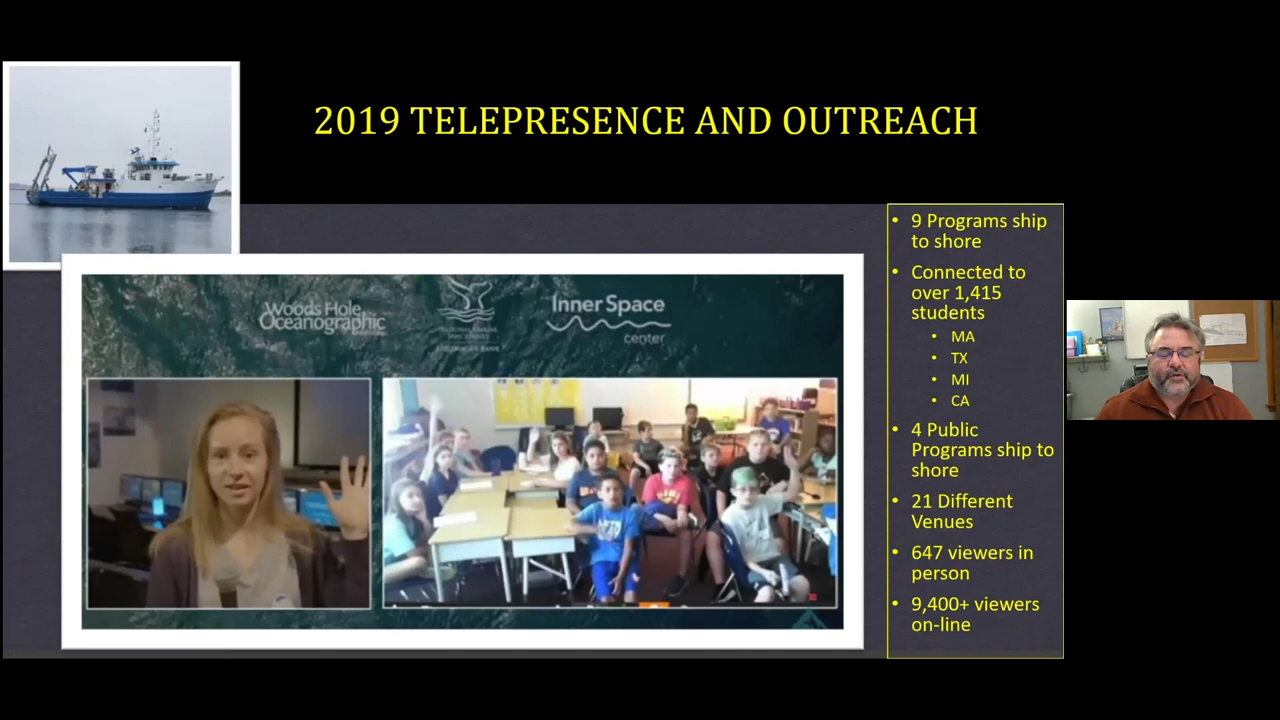 2019 TELEPRESENCE AND OUTREACH
Woods Hole
Oceanographic
Inner Space
center
• 9 Programs ship
to shore
• Connected to
over 1,415
students
• MA
• TX
• MI
• CA
• 4 Public
Programs ship to
shore
• 21 Different
Venues
• 647 viewers in
person
• 9,400+ viewers
on-line